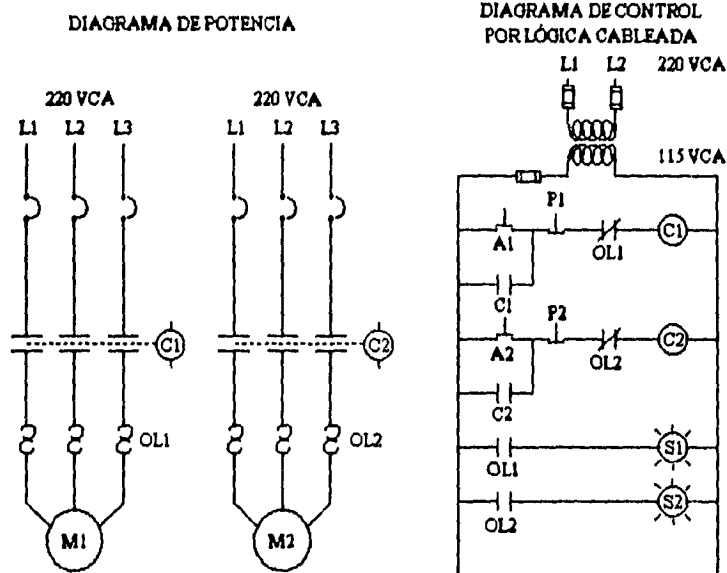 DIAGRAMA DE POTENCIA
220 VCA
L1 L2 L3
C1
OL1
M1
220 VCA
L1 L2 L3
C2
OL2
M2
DIAGRAMA DE CONTROL
POR LÓGICA CABLEADA
L1 L2 220 VCA
115 VCA
P1
A1 OL1 C1
C1
P2
A2 OL2 C2
C2
OL1 S1
OL2 S2